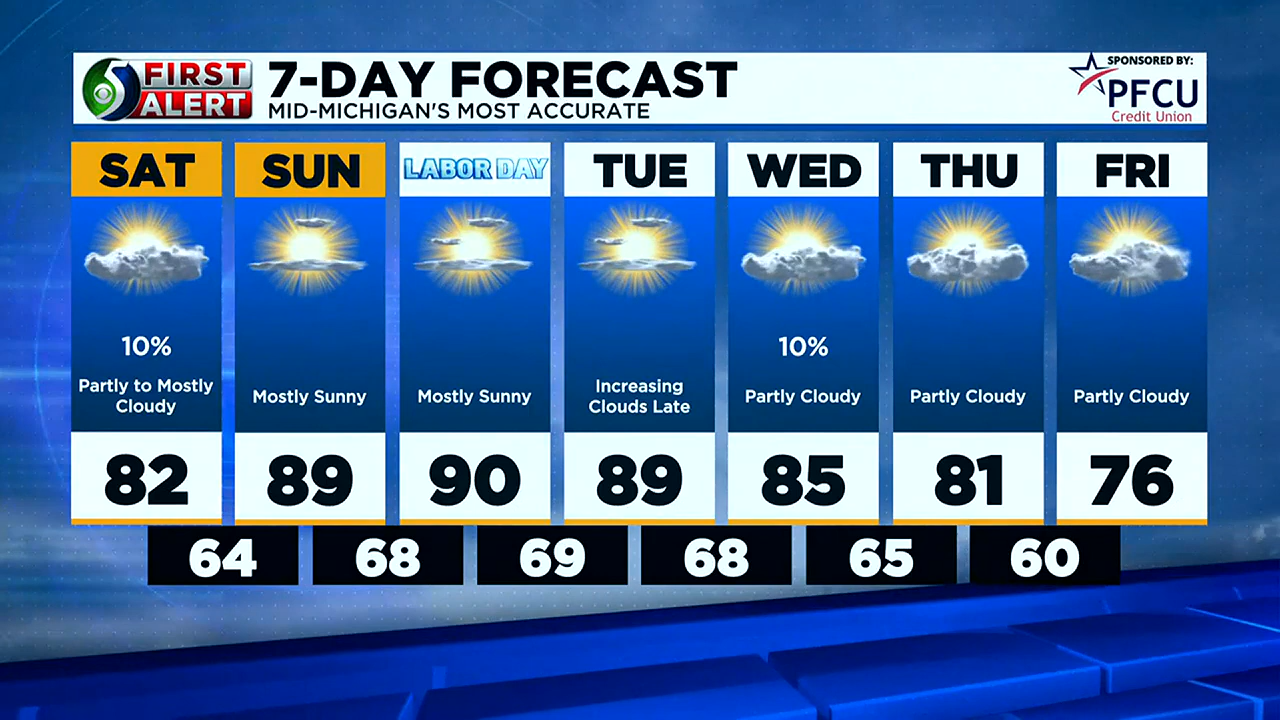 5 FIRST ALERT
7-DAY FORECAST
MID-MICHIGAN'S MOST ACCURATE
SPONSORED BY:
PFCU
Credit Union
SAT SUN LABOR DAY TUE WED THU FRI
10% 10%
Partly to Mostly Cloudy
Mostly Sunny
Mostly Sunny
Increasing Clouds Late
Partly Cloudy
Partly Cloudy
Partly Cloudy
82 89 90 89 85 81 76
64 68 69 68 65 60